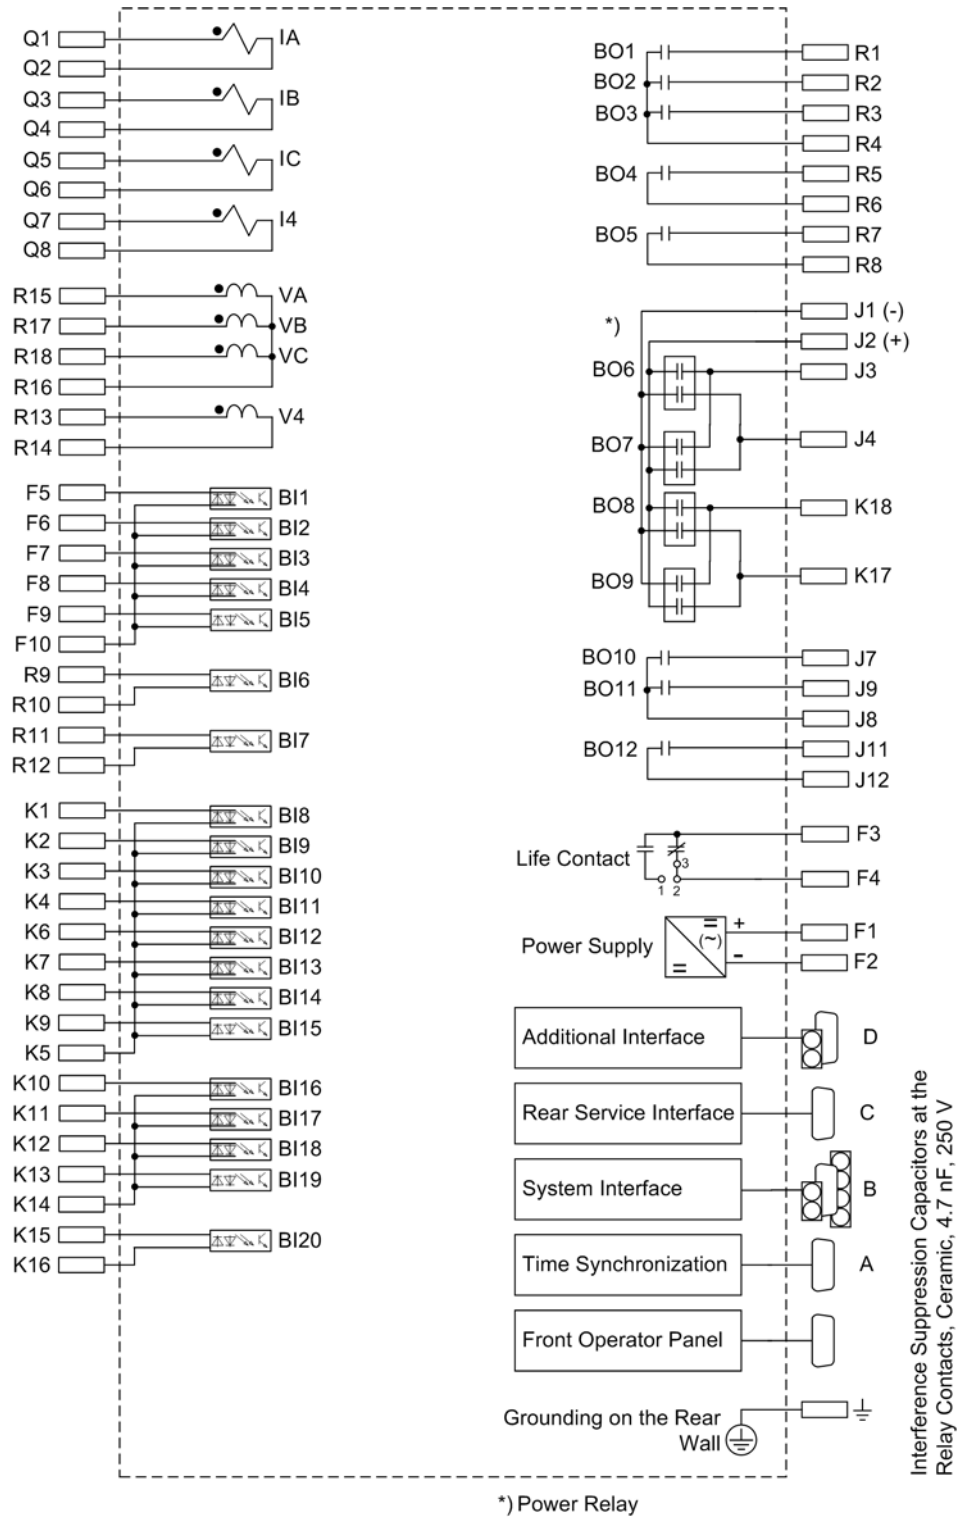 Q1 IA
Q2
Q3 IB
Q4
Q5 IC
Q6
Q7 I4
Q8
R15 VA
R17 VB
R18 VC
R16
R13 V4
R14
F5 BI1
F6 BI2
F7 BI3
F8 BI4
F9 BI5
F10
R9 BI6
R10
R11 BI7
R12
K1 BI8
K2 BI9
K3 BI10
K4 BI11
K6 BI12
K7 BI13
K8 BI14
K9 BI15
K5
K10 BI16
K11 BI17
K12 BI18
K13 BI19
K14
K15 BI20
K16
BO1 R1
BO2 R2
BO3 R3
R4
BO4 R5
R6
BO5 R7
R8
J1 (-)
*)
J2 (+)
BO6 J3
BO7 J4
BO8 K18
BO9 K17
BO10 J7
BO11 J9
J8
BO12 J11
J12
F3
Life Contact 3
1 2 F4
+ F1
Power Supply = (~)
= - F2
Additional Interface D
Rear Service Interface C
System Interface B
Time Synchronization A
Front Operator Panel
Grounding on the Rear
Wall
Interference Suppression Capacitors at the
Relay Contacts, Ceramic, 4.7 nF, 250 V
*) Power Relay